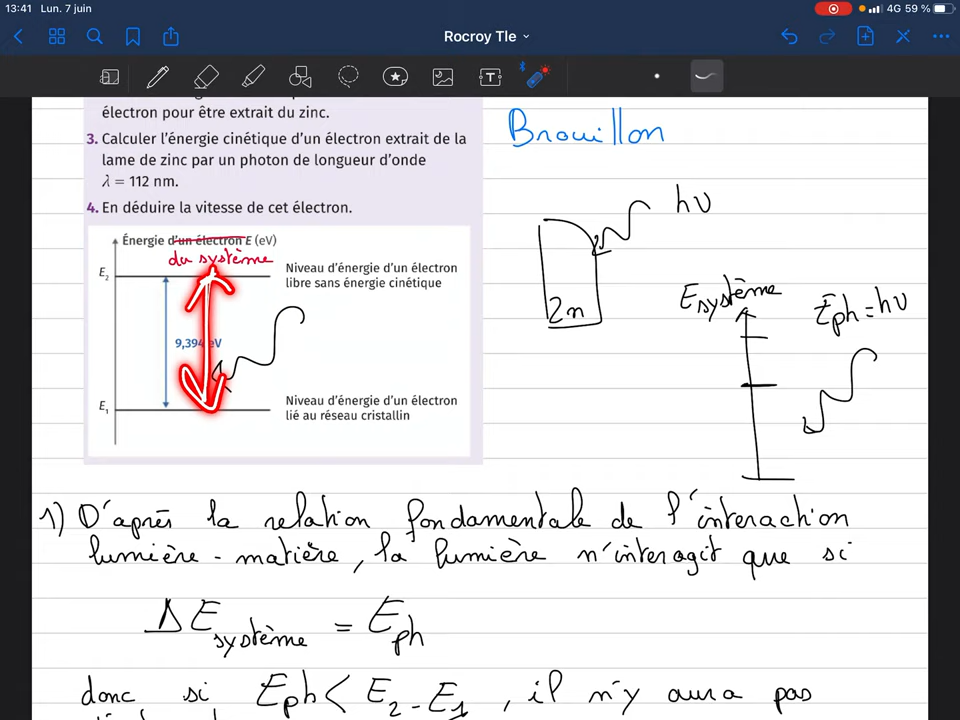 13:41 Lun. 7 juin
4G 59 %
Rocroy Tle
électron pour être extrait du zinc.
3. Calculer l'énergie cinétique d'un électron extrait de la
lame de zinc par un photon de longueur d'onde
λ = 112 nm.
4. En déduire la vitesse de cet électron.
Énergie d'un électron E (eV)
du système
E₂
Niveau d'énergie d'un électron
libre sans énergie cinétique
9,394 eV
E₁
Niveau d'énergie d'un électron
lié au réseau cristallin
Brouillon
hν
Zn
E système
Eph = hν
1) D'après la relation fondamentale de l'interaction
lumière - matière, la lumière n'interagit que si
Δ E système = E ph
donc si Eph < E₂ - E₁, il n'y aura pas